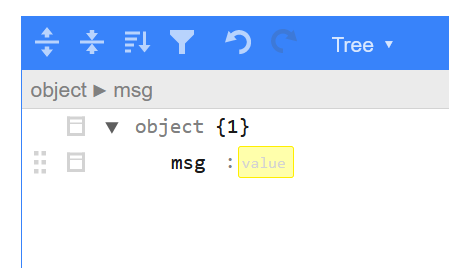 Tree ▼
object ▶ msg
▼ object {1}
msg : value